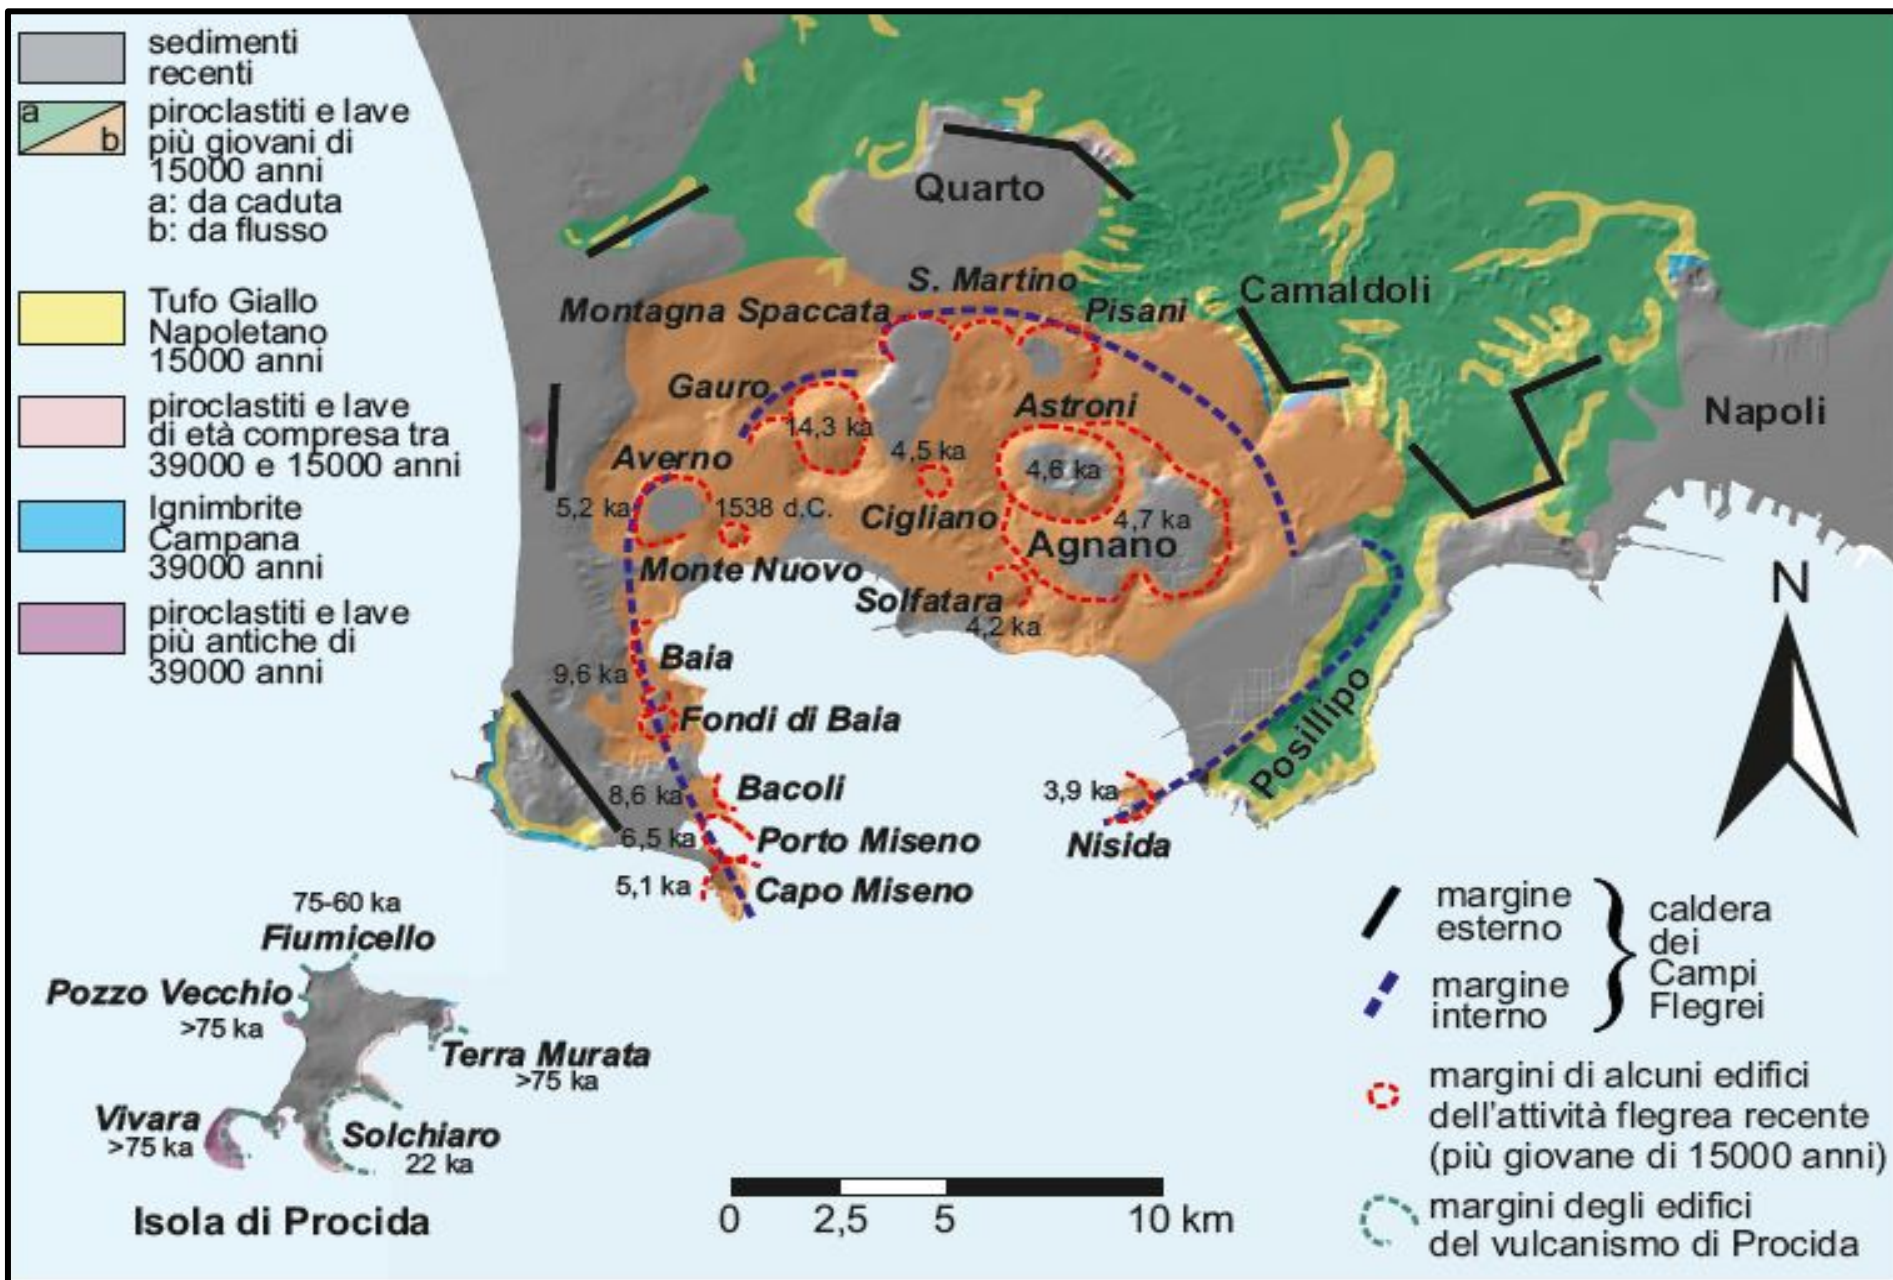 sedimenti
recenti
a
b
piroclastiti e lave
più giovani di
15000 anni
a: da caduta
b: da flusso
Tufo Giallo
Napoletano
15000 anni
piroclastiti e lave
di età compresa tra
39000 e 15000 anni
Ignimbrite
Campana
39000 anni
piroclastiti e lave
più antiche di
39000 anni
Quarto
S. Martino
Montagna Spaccata
Pisani
Camaldoli
Gauro
14,3 ka
Astroni
4,6 ka
Napoli
Averno
5,2 ka
1538 d.C.
4,5 ka
Cigliano
4,7 ka
Agnano
Monte Nuovo
Solfatara
4,2 ka
Baia
9,6 ka
Fondi di Baia
Posillipo
8,6 ka
Bacoli
3,9 ka
Nisida
6,5 ka
Porto Miseno
5,1 ka
Capo Miseno
N
75-60 ka
Fiumicello
Pozzo Vecchio
>75 ka
Terra Murata
>75 ka
Vivara
>75 ka
Solchiaro
22 ka
Isola di Procida
0 2,5 5 10 km
margine
esterno
margine
interno
caldera
dei
Campi
Flegrei
margini di alcuni edifici
dell'attività flegrea recente
(più giovane di 15000 anni)
margini degli edifici
del vulcanismo di Procida